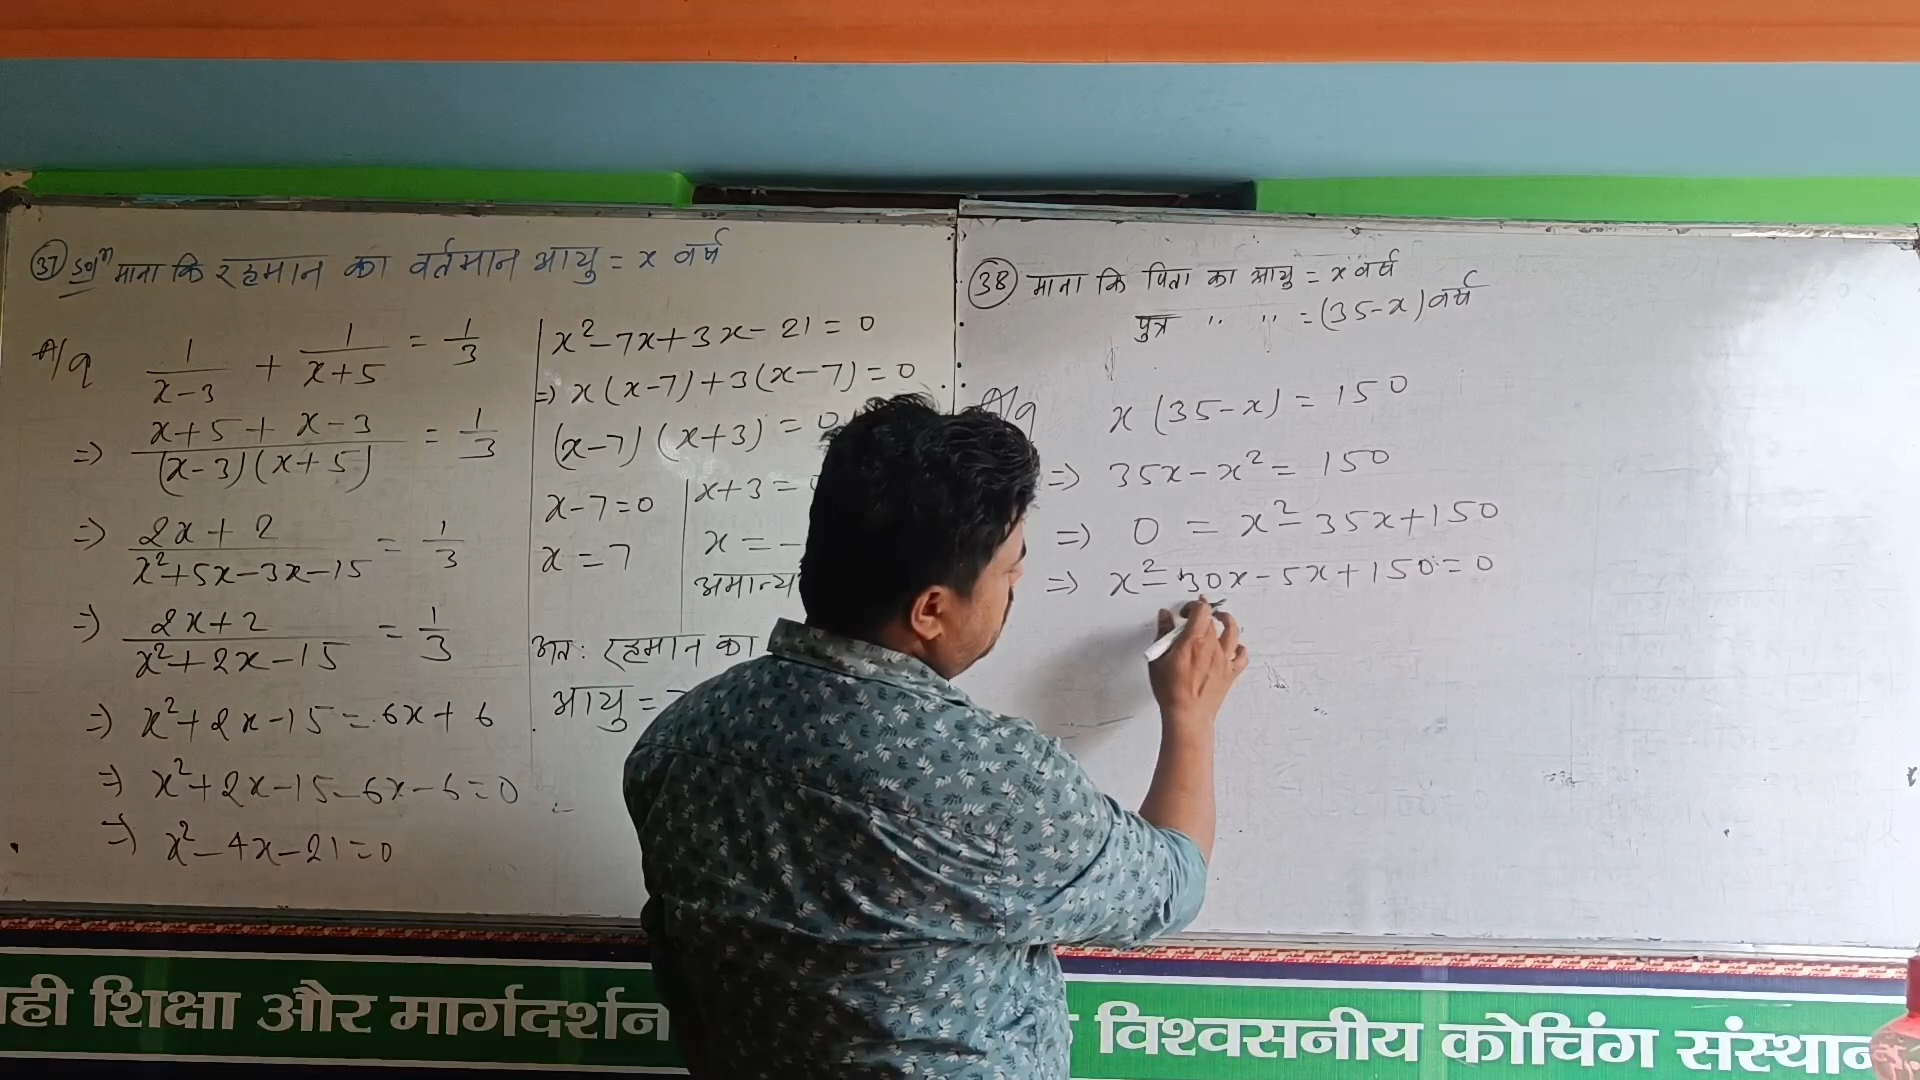 (37) Solⁿ माना कि रहमान का वर्तमान आयु = x वर्ष
A/q 1/(x-3) + 1/(x+5) = 1/3
=> (x+5+x-3)/((x-3)(x+5)) = 1/3
=> (2x+2)/(x²+5x-3x-15) = 1/3
=> (2x+2)/(x²+2x-15) = 1/3
=> x²+2x-15 = 6x+6
=> x²+2x-15-6x-6=0
=> x²-4x-21=0
x²-7x+3x-21=0
=> x(x-7)+3(x-7)=0
(x-7)(x+3)=0
x-7=0
x=7
x+3=
x=-
अमान्य
अतः रहमान का
आयु =
(38) माना कि पिता का आयु = x वर्ष
पुत्र " " = (35-x) वर्ष
A/q x(35-x) = 150
=> 35x-x² = 150
=> 0 = x²-35x+150
=> x²-30x-5x+150=0
ही शिक्षा और मार्गदर्शन
विश्वसनीय कोचिंग संस्थान